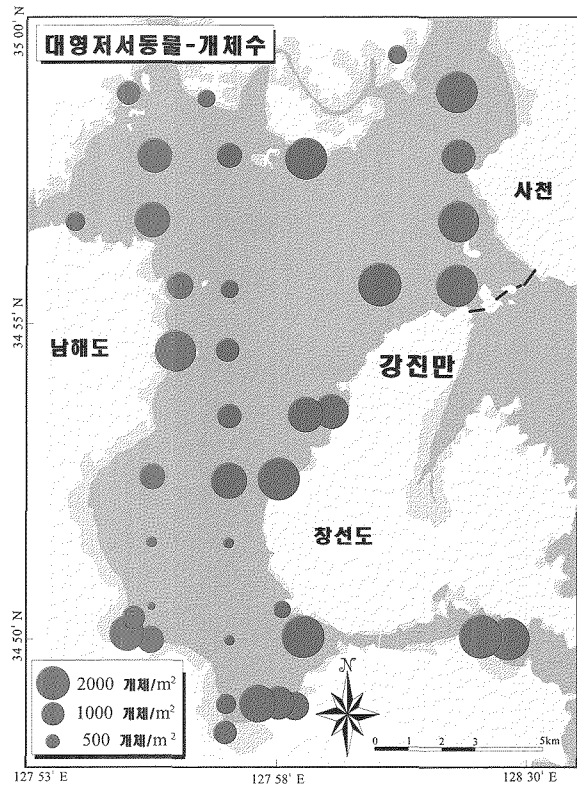 35 00' N
대형저서동물-개체수
사천
34 55' N
남해도
강진만
창선도
34 50' N
N
2000 개체/m²
1000 개체/m²
500 개체/m²
0 1 2 3 5km
127 53' E 127 58' E 128 30' E